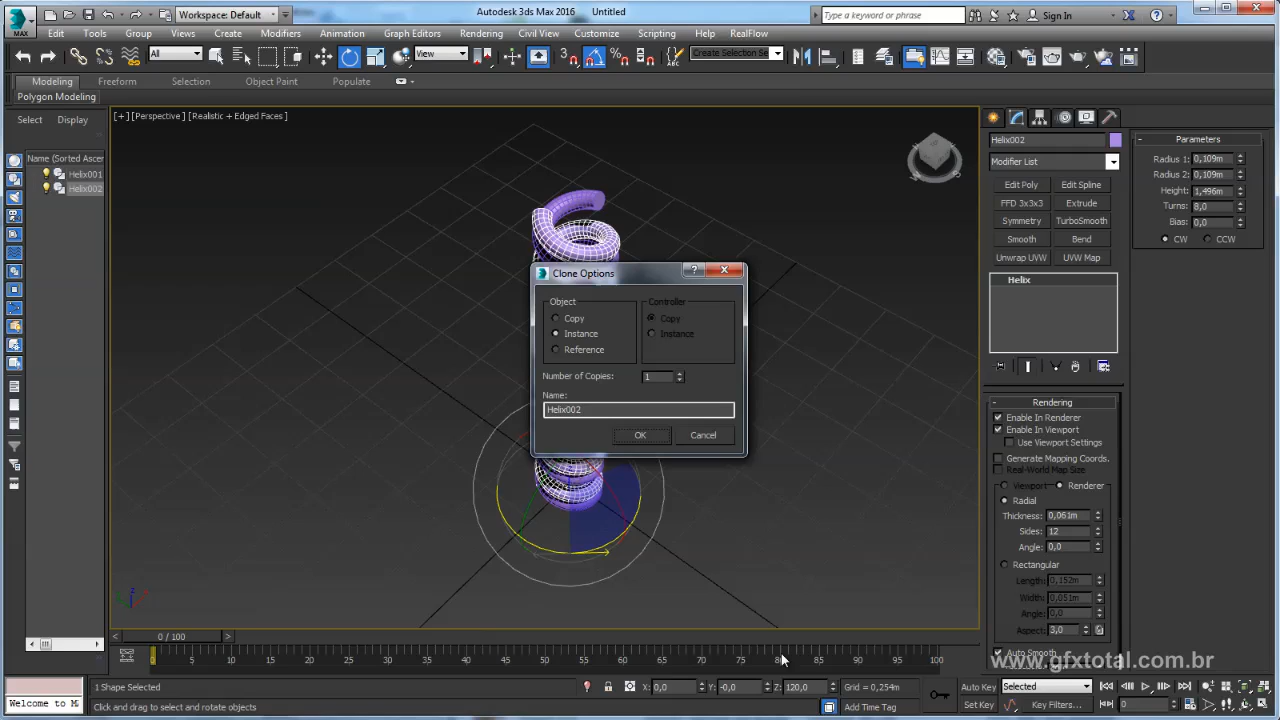 Workspace: Default
Autodesk 3ds Max 2016 Untitled
Type a keyword or phrase
Sign In
MAX
Edit Tools Group Views Create Modifiers Animation Graph Editors Rendering Civil View Customize Scripting Help RealFlow
All
View
Create Selection Se
Modeling Freeform Selection Object Paint Populate
Polygon Modeling
Select Display
[+] [Perspective] [Realistic + Edged Faces]
Name (Sorted Ascen
Helix001
Helix002
Helix002
Modifier List
Edit Poly Edit Spline
FFD 3x3x3 Extrude
Symmetry TurboSmooth
Smooth Bend
Unwrap UVW UVW Map
Helix
Parameters
Radius 1: 0,109m
Radius 2: 0,109m
Height: 1,496m
Turns: 8,0
Bias: 0,0
CW CCW
Clone Options
Object
Copy
Instance
Reference
Controller
Copy
Instance
Number of Copies: 1
Name:
Helix002
OK Cancel
Rendering
Enable In Renderer
Enable In Viewport
Use Viewport Settings
Generate Mapping Coords.
Real-World Map Size
Viewport Renderer
Radial
Thickness: 0,061m
Sides: 12
Angle: 0,0
Rectangular
Length: 0,152m
Width: 0,051m
Angle: 0,0
Aspect: 3,0
Auto Smooth
www.gfxtotal.com.br
0 / 100
0 5 10 15 20 25 30 35 40 45 50 55 60 65 70 75 80 85 90 95 100
1 Shape Selected
X: 0,0 Y: -0,0 Z: 120,0 Grid = 0,254m
Auto Key Selected
Welcome to M
Click and drag to select and rotate objects
Add Time Tag
Set Key Key Filters...
0